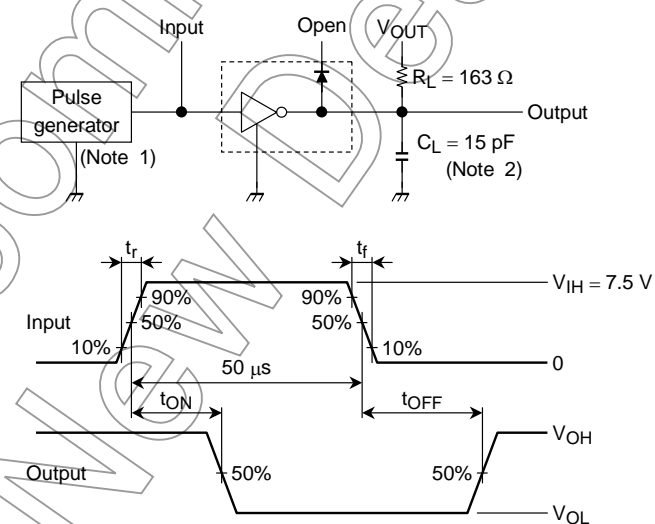 Input
Open
VOUT
RL = 163 Ω
Pulse
generator
Output
(Note 1)
CL = 15 pF
(Note 2)
tr
tf
VIH = 7.5 V
90%
90%
Input
50%
50%
10%
10%
0
50 μs
tON
tOFF
VOH
Output
50%
50%
VOL